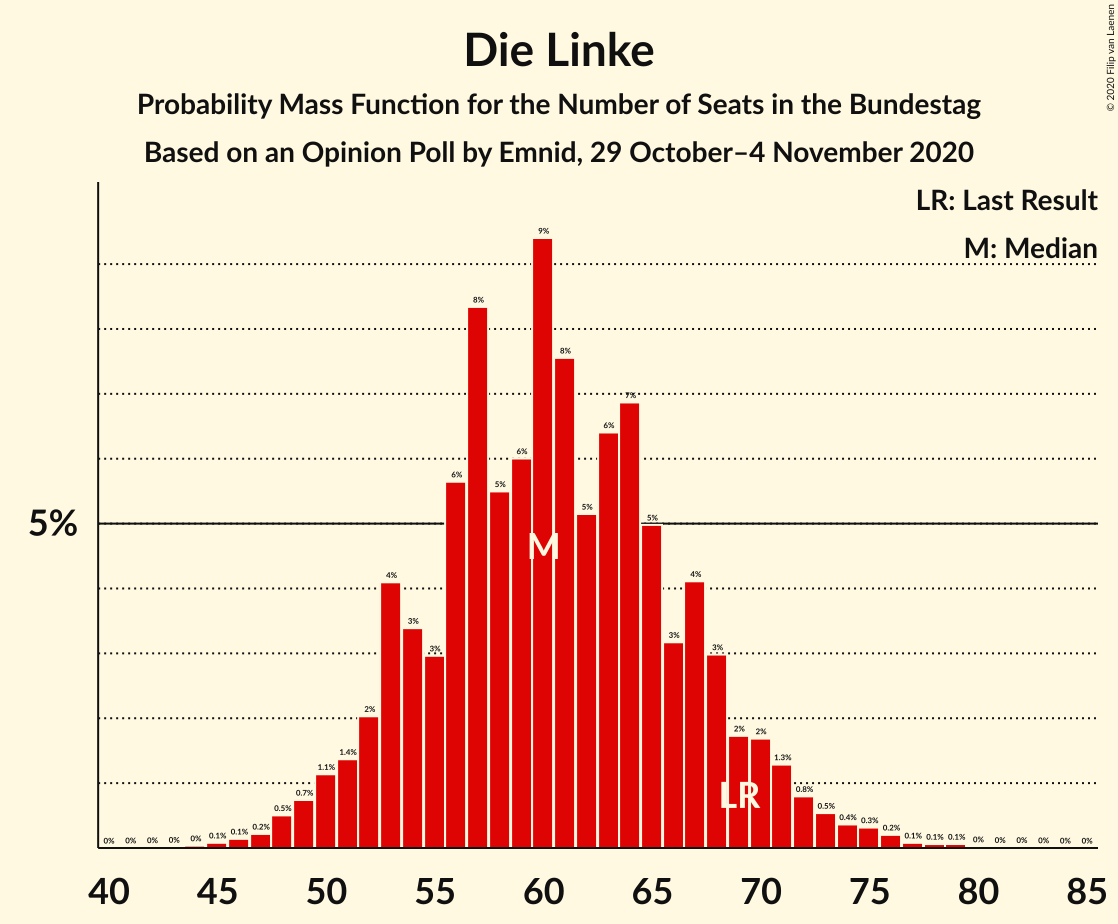 Die Linke
Probability Mass Function for the Number of Seats in the Bundestag
Based on an Opinion Poll by Emnid, 29 October–4 November 2020
© 2020 Filip van Laenen
LR: Last Result
M: Median
5%
0% 0% 0% 0% 0% 0.1% 0.1% 0.2% 0.5% 0.7% 1.1% 1.4% 2% 4% 3% 3% 6% 8% 5% 6% 9% 8% 5% 6% 7% 5% 3% 4% 3% 2% 2% 1.3% 0.8% 0.5% 0.4% 0.3% 0.2% 0.1% 0.1% 0.1% 0% 0% 0% 0% 0% 0%
M
LR
40 45 50 55 60 65 70 75 80 85